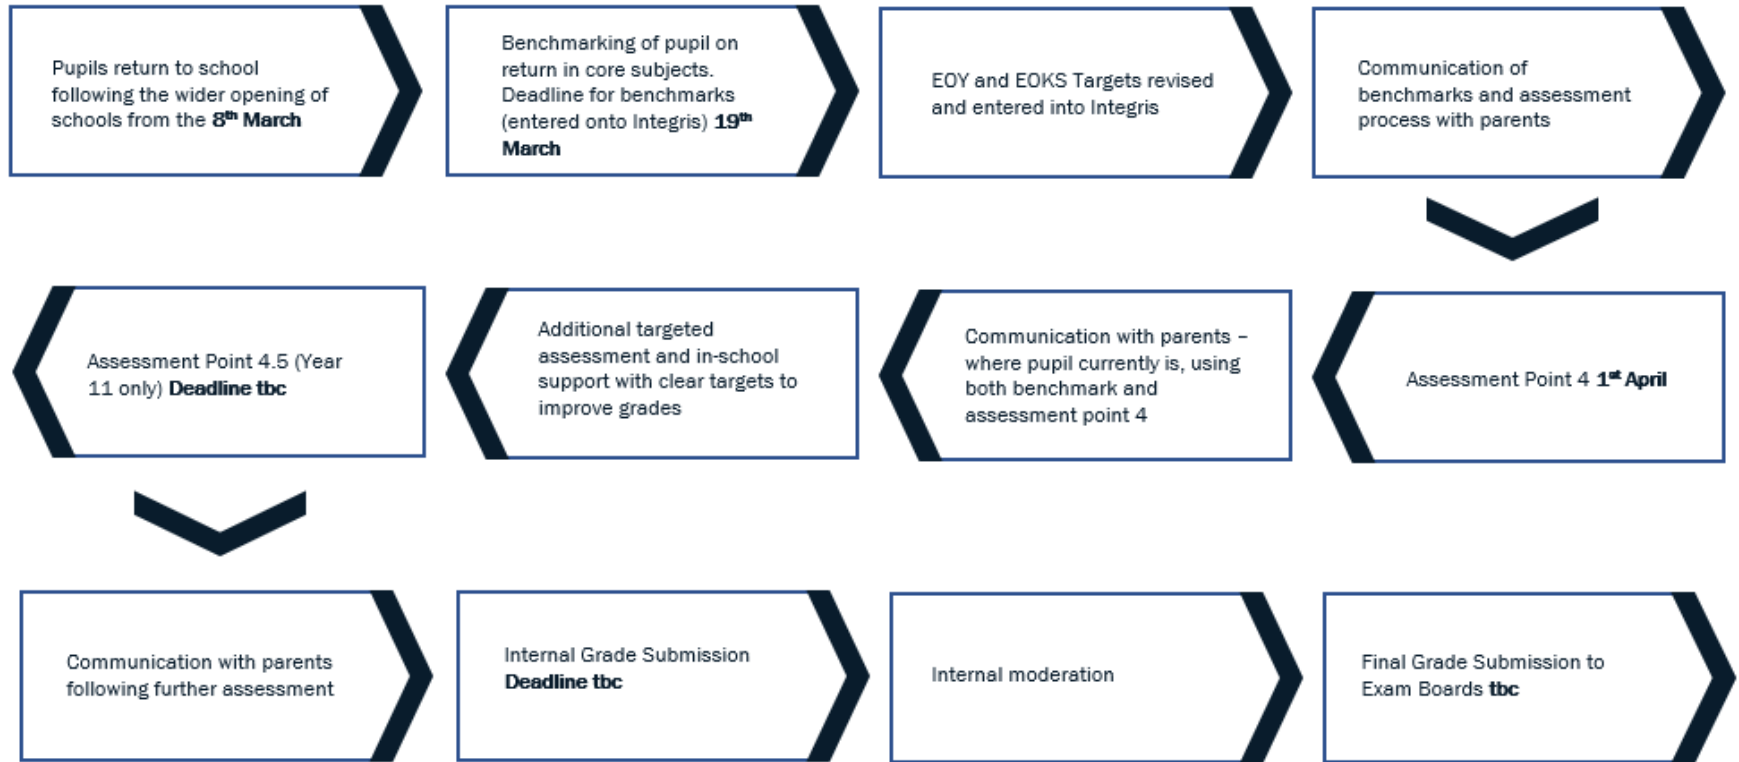 Pupils return to school
following the wider opening of
schools from the 8th March
Benchmarking of pupil on
return in core subjects.
Deadline for benchmarks
(entered onto Integris) 19th
March
EOY and EOKS Targets revised
and entered into Integris
Communication of
benchmarks and assessment
process with parents
Assessment Point 4 1st April
Communication with parents –
where pupil currently is, using
both benchmark and
assessment point 4
Additional targeted
assessment and in-school
support with clear targets to
improve grades
Assessment Point 4.5 (Year
11 only) Deadline tbc
Communication with parents
following further assessment
Internal Grade Submission
Deadline tbc
Internal moderation
Final Grade Submission to
Exam Boards tbc